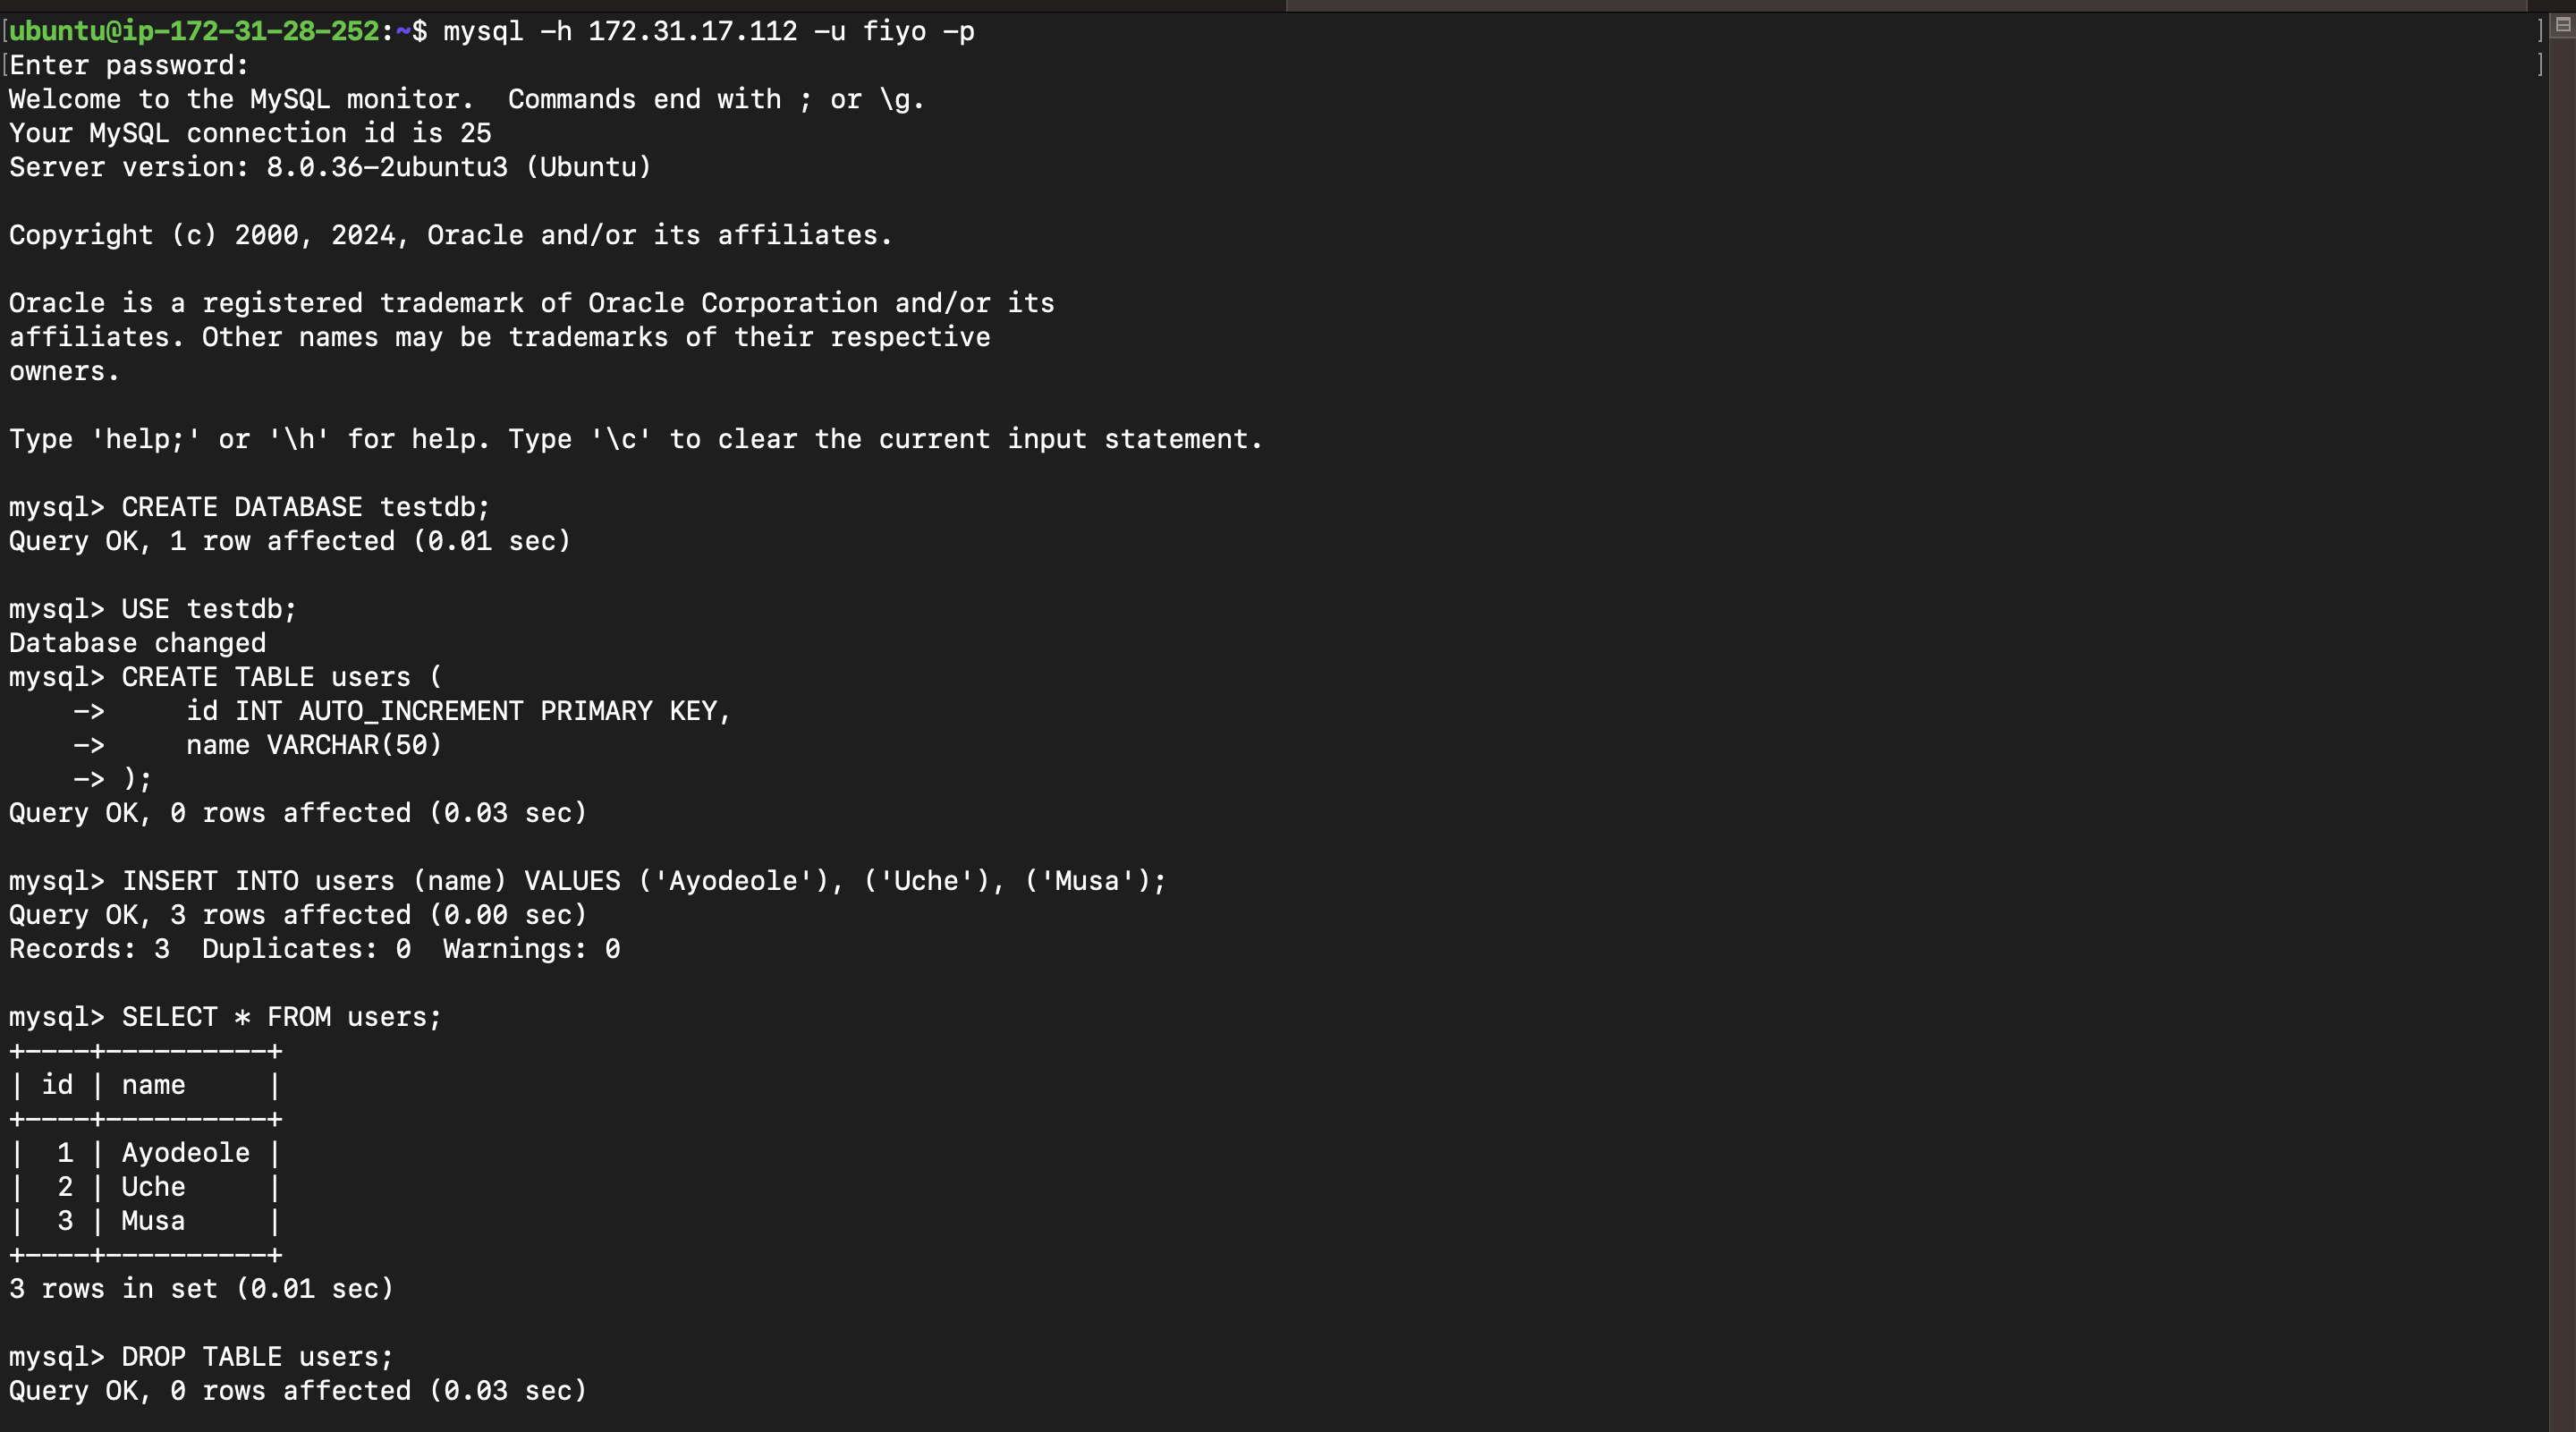 [ubuntu@ip-172-31-28-252:~$ mysql -h 172.31.17.112 -u fiyo -p ]
[Enter password: ]
Welcome to the MySQL monitor.  Commands end with ; or \g.
Your MySQL connection id is 25
Server version: 8.0.36-2ubuntu3 (Ubuntu)

Copyright (c) 2000, 2024, Oracle and/or its affiliates.

Oracle is a registered trademark of Oracle Corporation and/or its
affiliates. Other names may be trademarks of their respective
owners.

Type 'help;' or '\h' for help. Type '\c' to clear the current input statement.

mysql> CREATE DATABASE testdb;
Query OK, 1 row affected (0.01 sec)

mysql> USE testdb;
Database changed
mysql> CREATE TABLE users (
    ->     id INT AUTO_INCREMENT PRIMARY KEY,
    ->     name VARCHAR(50)
    -> );
Query OK, 0 rows affected (0.03 sec)

mysql> INSERT INTO users (name) VALUES ('Ayodeole'), ('Uche'), ('Musa');
Query OK, 3 rows affected (0.00 sec)
Records: 3  Duplicates: 0  Warnings: 0

mysql> SELECT * FROM users;
+----+----------+
| id | name     |
+----+----------+
|  1 | Ayodeole |
|  2 | Uche     |
|  3 | Musa     |
+----+----------+
3 rows in set (0.01 sec)

mysql> DROP TABLE users;
Query OK, 0 rows affected (0.03 sec)